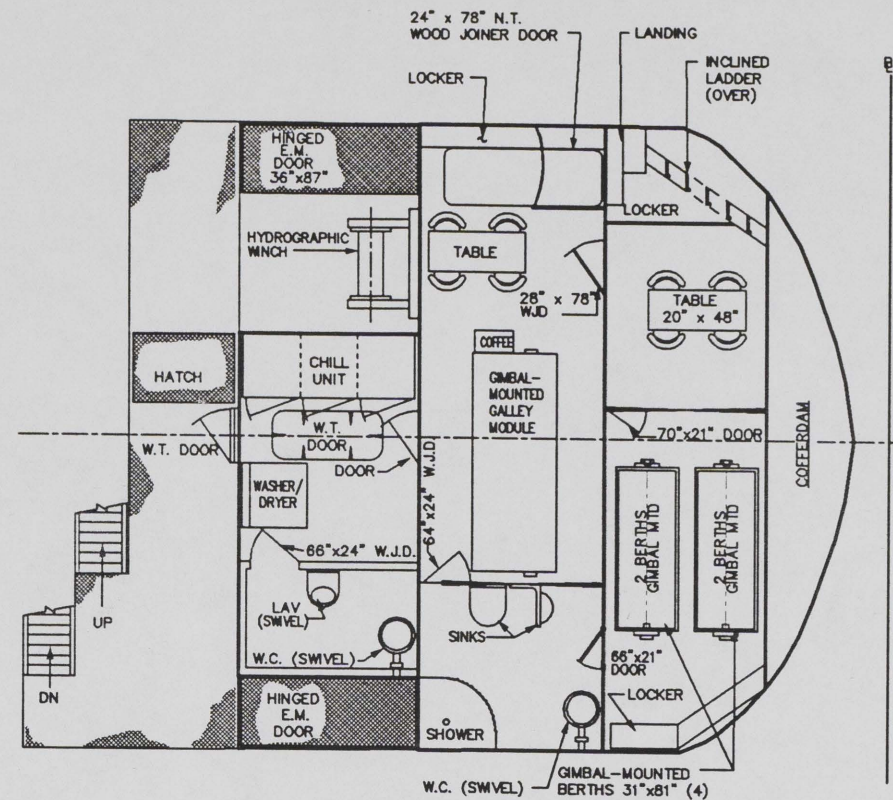 24" x 78" N.T.
WOOD JOINER DOOR
LANDING
LOCKER
INCLINED
LADDER
(OVER)
HINGED
E.M.
DOOR
36"x87"
LOCKER
HYDROGRAPHIC
WINCH
TABLE
28" x 78"
WJD
TABLE
20" x 48"
COFFEE
HATCH
CHILL
UNIT
GIMBAL-
MOUNTED
GALLEY
MODULE
W.T. DOOR
W.T.
DOOR
DOOR
70"x21" DOOR
COFFERDAM
WASHER/
DRYER
64"x24" W.J.D.
66"x24" W.J.D.
2 BERTHS
GIMBAL MTD
2 BERTHS
GIMBAL MTD
UP
LAV
(SWIVEL)
SINKS
W.C. (SWIVEL)
66"x21"
DOOR
DN
HINGED
E.M.
DOOR
LOCKER
SHOWER
W.C. (SWIVEL)
GIMBAL-MOUNTED
BERTHS 31"x81" (4)